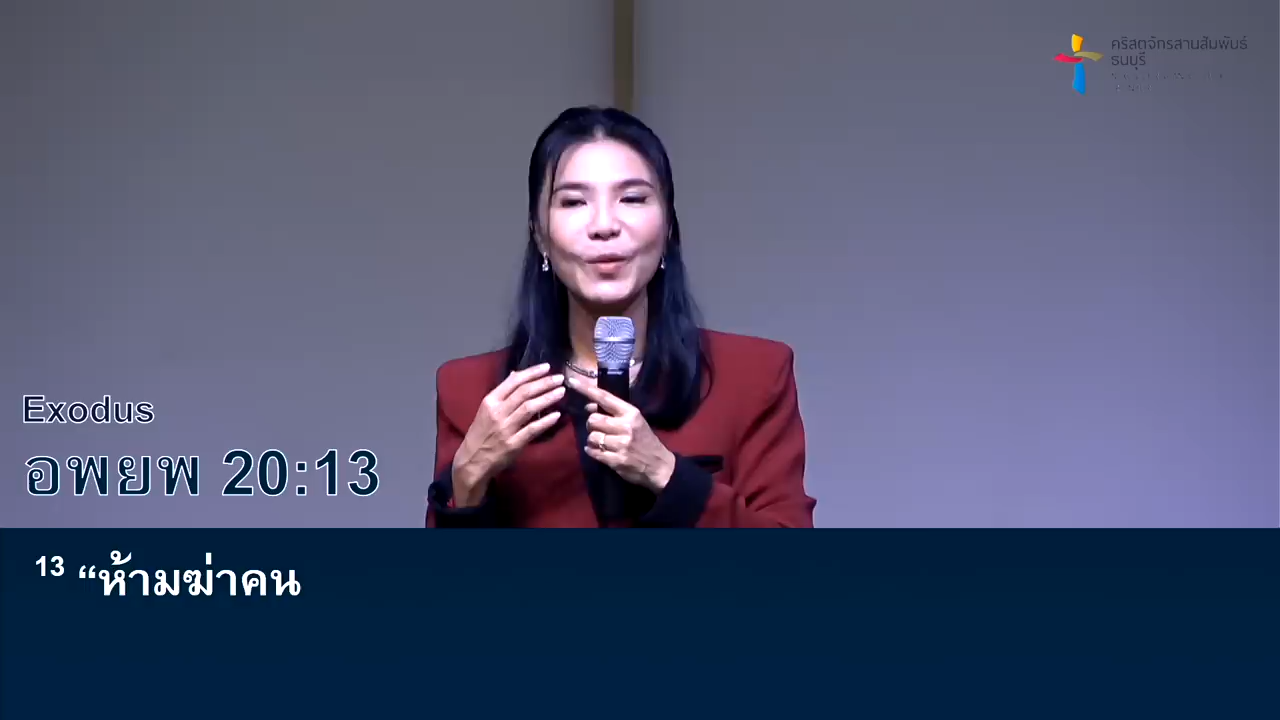 คริสตจักรสานสัมพันธ์
ธนบุรี
Exodus
อพยพ 20:13
13 “ห้ามฆ่าคน